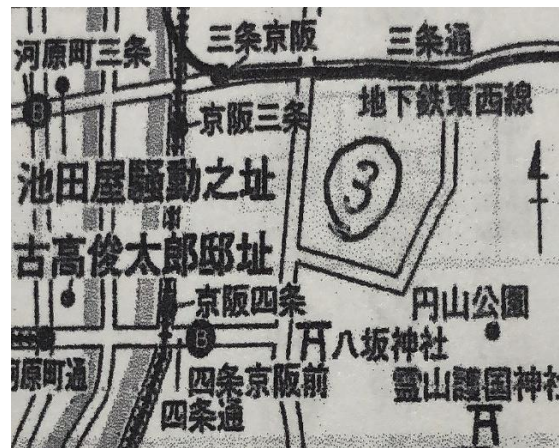 三条京阪
三条通
河原町三条
地下鉄東西線
B
京阪三条
池田屋騒動之址
3
古高俊太郎邸址
京阪四条
円山公園
B
八坂神社
河原町通
四条京阪前
霊山護国神社
四条通